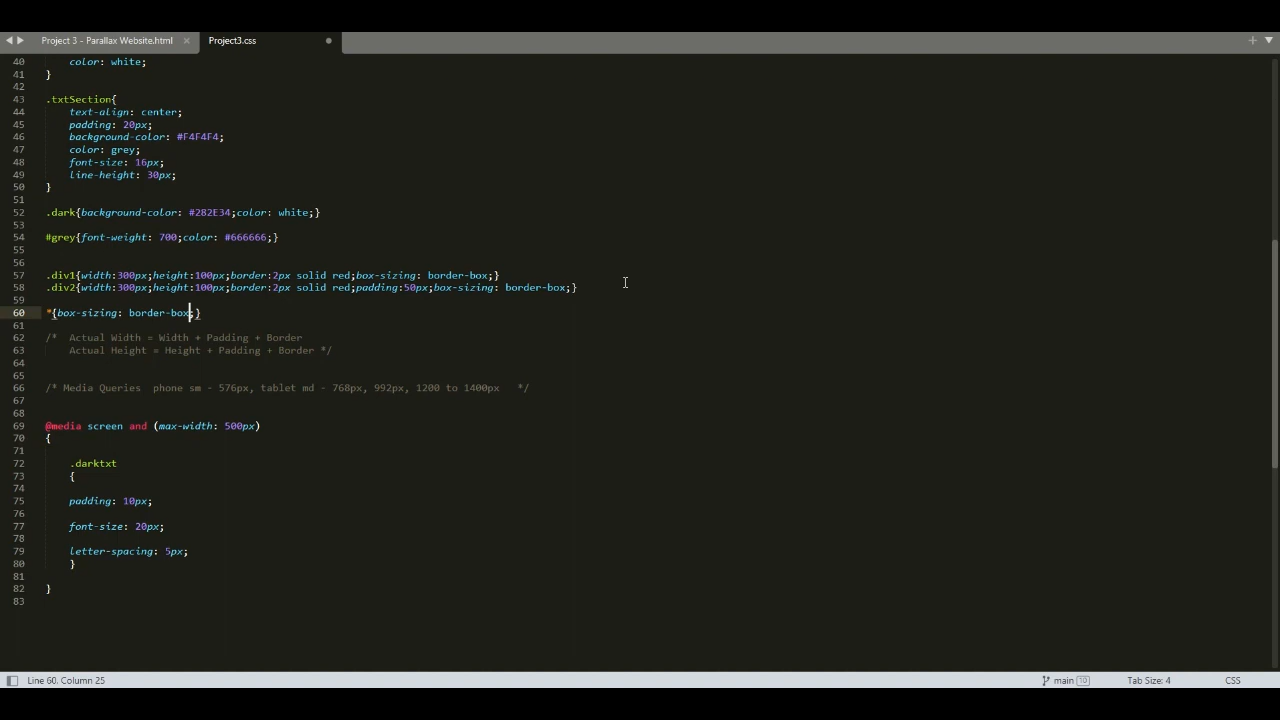 Project 3 - Parallax Website.html × Project3.css
40 color: white;
41 }
42
43 .txtSection{
44 text-align: center;
45 padding: 20px;
46 background-color: #F4F4F4;
47 color: grey;
48 font-size: 16px;
49 line-height: 30px;
50 }
51
52 .dark{background-color: #282E34;color: white;}
53
54 #grey{font-weight: 700;color: #666666;}
55
56
57 .div1{width:300px;height:100px;border:2px solid red;box-sizing: border-box;}
58 .div2{width:300px;height:100px;border:2px solid red;padding:50px;box-sizing: border-box;}
59
60 *{box-sizing: border-box;}
61
62 /* Actual Width = Width + Padding + Border
63 Actual Height = Height + Padding + Border */
64
65
66 /* Media Queries phone sm - 576px, tablet md - 768px, 992px, 1200 to 1400px */
67
68
69 @media screen and (max-width: 500px)
70 {
71
72 .darktxt
73 {
74
75 padding: 10px;
76
77 font-size: 20px;
78
79 letter-spacing: 5px;
80 }
81
82 }
83
Line 60, Column 25 main 10 Tab Size: 4 CSS